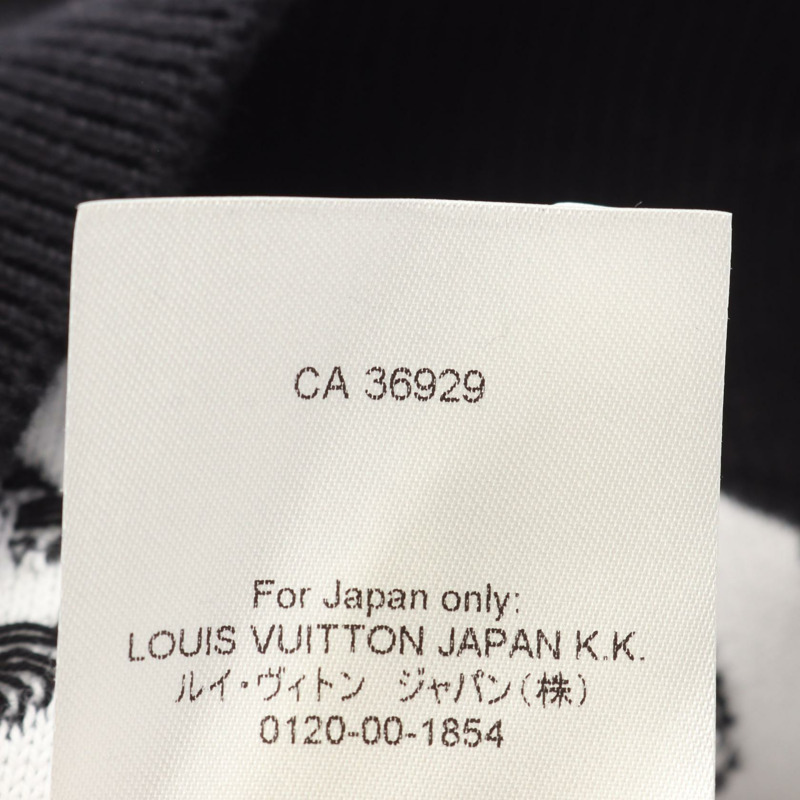 CA 36929
For Japan only:
LOUIS VUITTON JAPAN K.K.
ルイ・ヴィトン ジャパン(株)
0120-00-1854